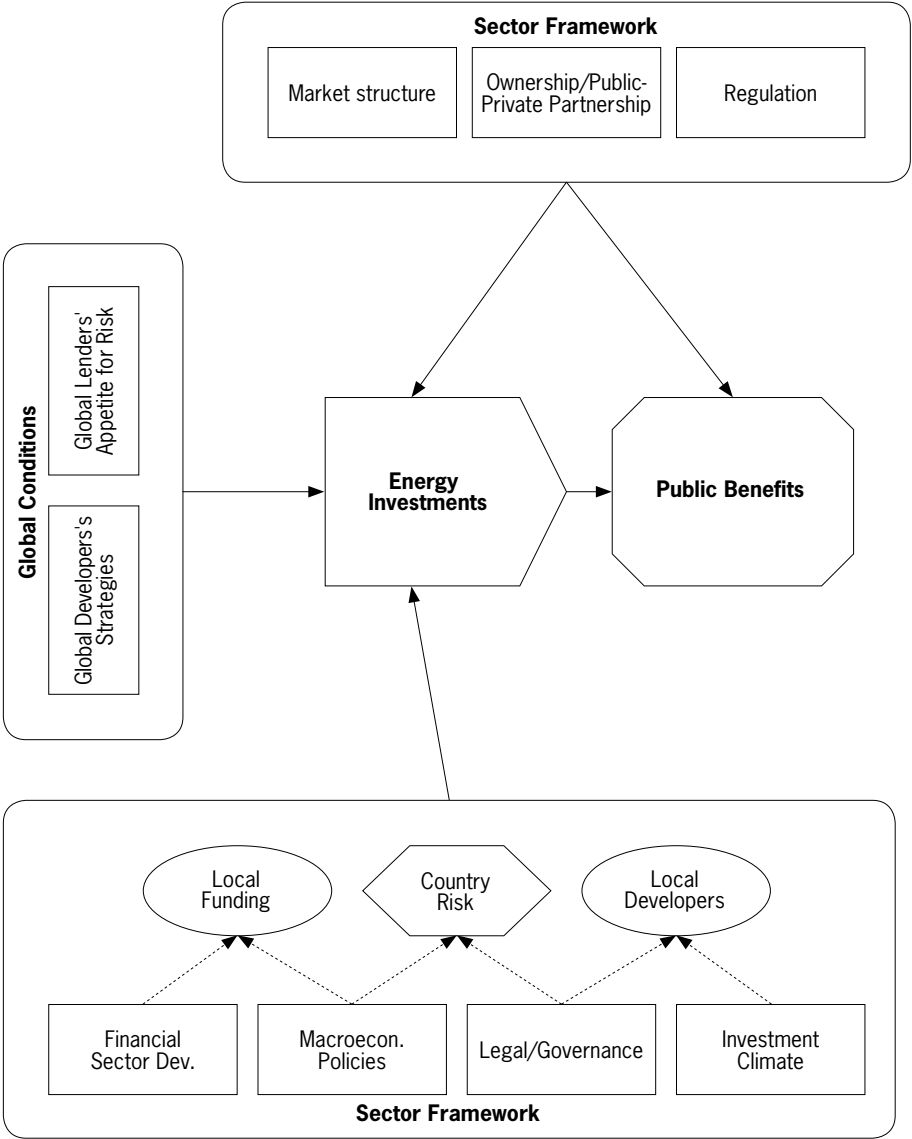 Sector Framework
Market structure
Ownership/Public-
Private Partnership
Regulation
Global Conditions
Global Lenders'
Appetite for Risk
Global Developers's
Strategies
Energy
Investments
Public Benefits
Local
Funding
Country
Risk
Local
Developers
Financial
Sector Dev.
Macroecon.
Policies
Legal/Governance
Investment
Climate
Sector Framework